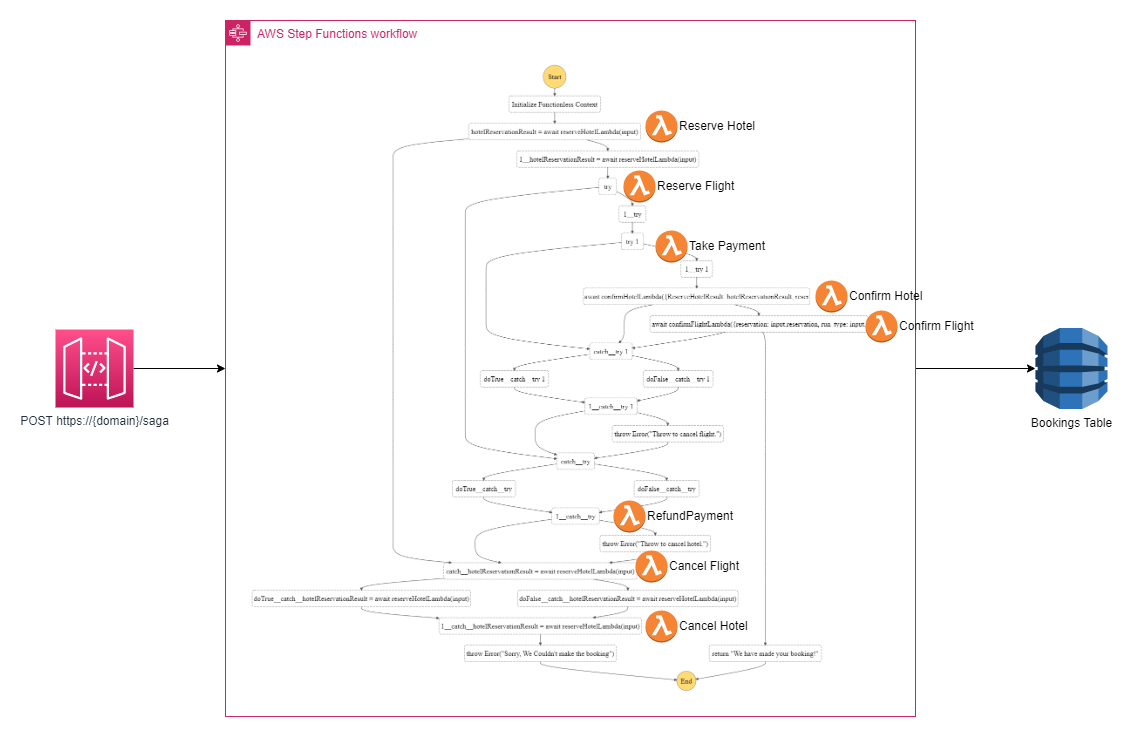 AWS Step Functions workflow
Start
Initialize Functionless Context
hotelReservationResult = await reserveHotelLambda(input)
Reserve Hotel
1__hotelReservationResult = await reserveHotelLambda(input)
try
Reserve Flight
1__try
try 1
Take Payment
1__try 1
await confirmHotelLambda({ReserveHotelResult: hotelReservationResult. reser
Confirm Hotel
await confirmFlightLambda({reservation: input.reservation, run_type: input.
Confirm Flight
catch__try 1
doTrue__catch__try 1
doFalse__catch__try 1
1__catch__try 1
throw Error("Throw to cancel flight.")
catch__try
doTrue__catch__try
doFalse__catch__try
1__catch__try
RefundPayment
throw Error("Throw to cancel hotel.")
catch__hotelReservationResult = await reserveHotelLambda(input)
Cancel Flight
doTrue__catch__hotelReservationResult = await reserveHotelLambda(input)
doFalse__catch__hotelReservationResult = await reserveHotelLambda(input)
1__catch__hotelReservationResult = await reserveHotelLambda(input)
Cancel Hotel
throw Error("Sorry, We Couldn't make the booking")
return "We have made your booking!"
End
POST https://{domain}/saga
Bookings Table